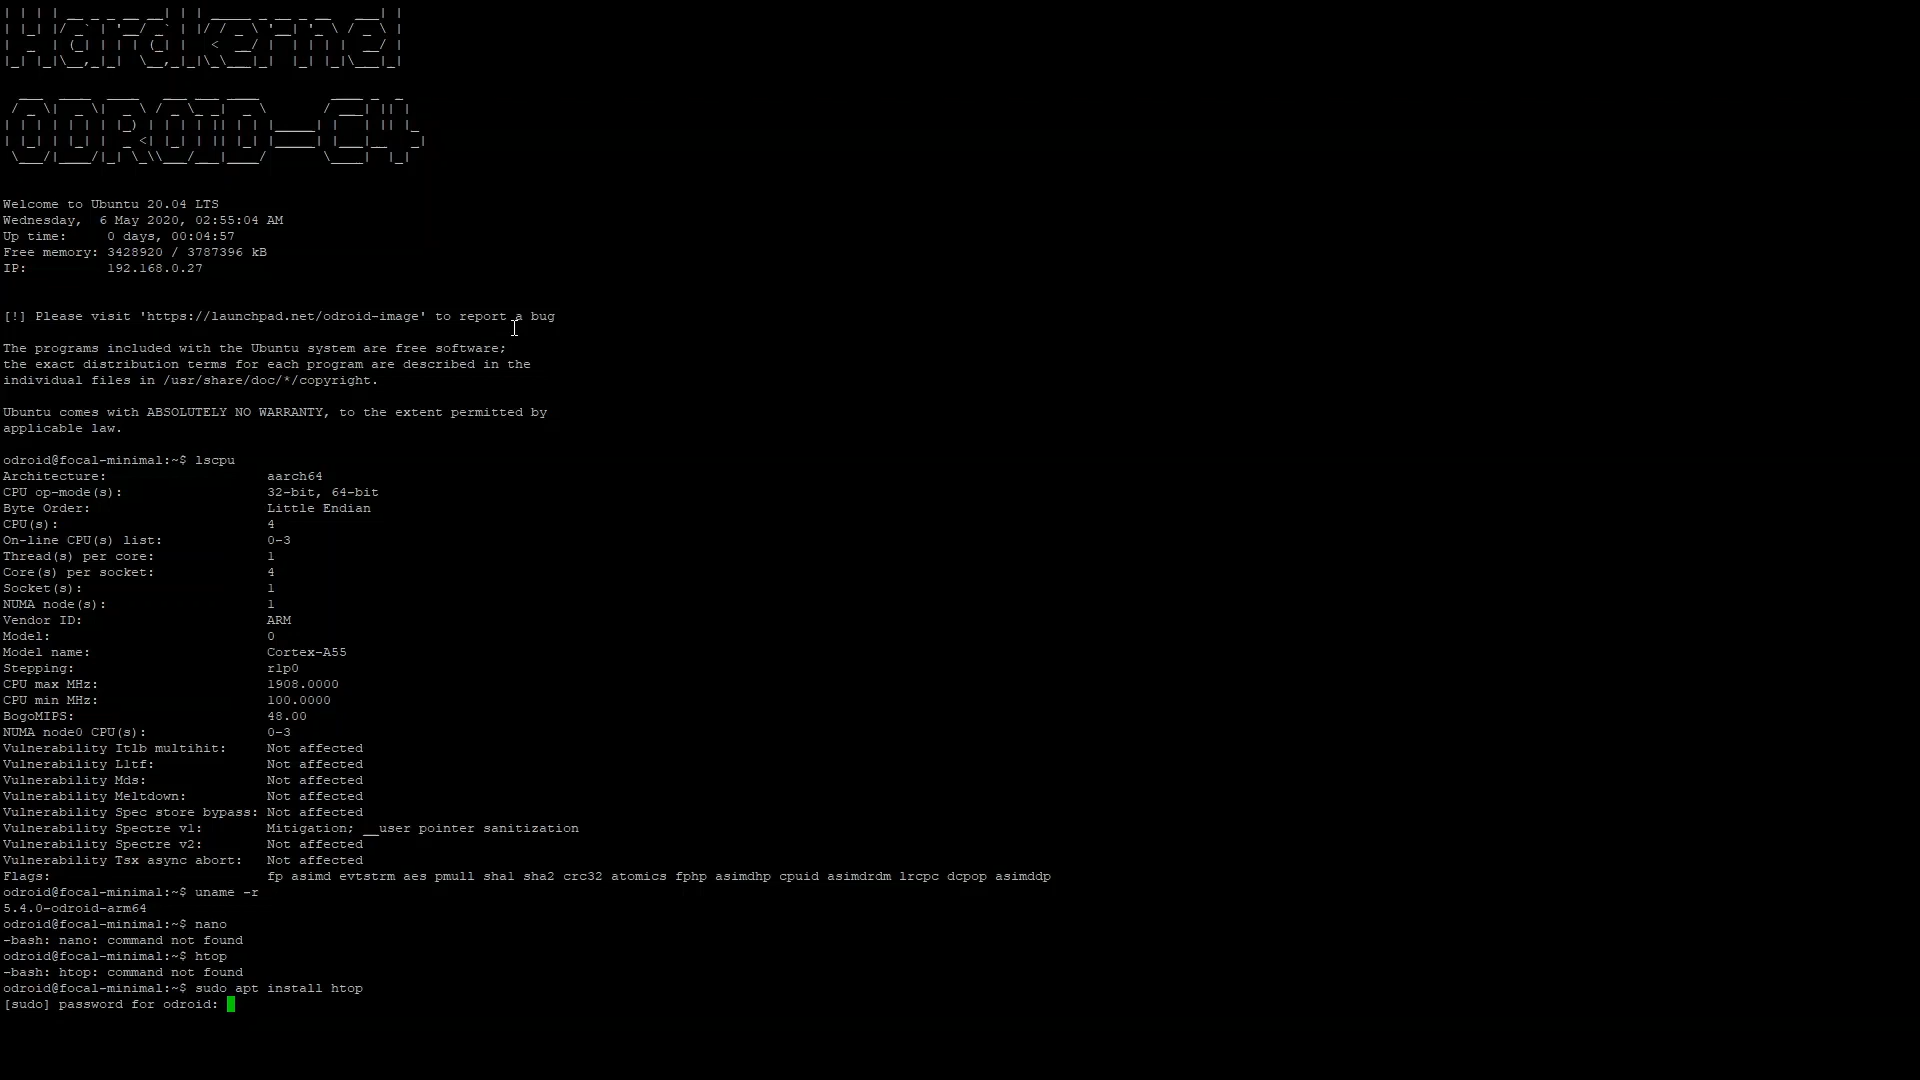 Hardkernel
ODROID-C4
Welcome to Ubuntu 20.04 LTS
Wednesday,  6 May 2020, 02:55:04 AM
Up time:     0 days, 00:04:57
Free memory: 3428920 / 3787396 kB
IP:          192.168.0.27
[!] Please visit 'https://launchpad.net/odroid-image' to report a bug
The programs included with the Ubuntu system are free software;
the exact distribution terms for each program are described in the
individual files in /usr/share/doc/*/copyright.
Ubuntu comes with ABSOLUTELY NO WARRANTY, to the extent permitted by
applicable law.
odroid@focal-minimal:~$ lscpu
Architecture:                    aarch64
CPU op-mode(s):                  32-bit, 64-bit
Byte Order:                      Little Endian
CPU(s):                          4
On-line CPU(s) list:             0-3
Thread(s) per core:              1
Core(s) per socket:              4
Socket(s):                       1
NUMA node(s):                    1
Vendor ID:                       ARM
Model:                           0
Model name:                      Cortex-A55
Stepping:                        r1p0
CPU max MHz:                     1908.0000
CPU min MHz:                     100.0000
BogoMIPS:                        48.00
NUMA node0 CPU(s):               0-3
Vulnerability Itlb multihit:     Not affected
Vulnerability L1tf:              Not affected
Vulnerability Mds:               Not affected
Vulnerability Meltdown:          Not affected
Vulnerability Spec store bypass: Not affected
Vulnerability Spectre v1:        Mitigation; __user pointer sanitization
Vulnerability Spectre v2:        Not affected
Vulnerability Tsx async abort:   Not affected
Flags:                           fp asimd evtstrm aes pmull sha1 sha2 crc32 atomics fphp asimdhp cpuid asimdrdm lrcpc dcpop asimddp
odroid@focal-minimal:~$ uname -r
5.4.0-odroid-arm64
odroid@focal-minimal:~$ nano
-bash: nano: command not found
odroid@focal-minimal:~$ htop
-bash: htop: command not found
odroid@focal-minimal:~$ sudo apt install htop
[sudo] password for odroid: